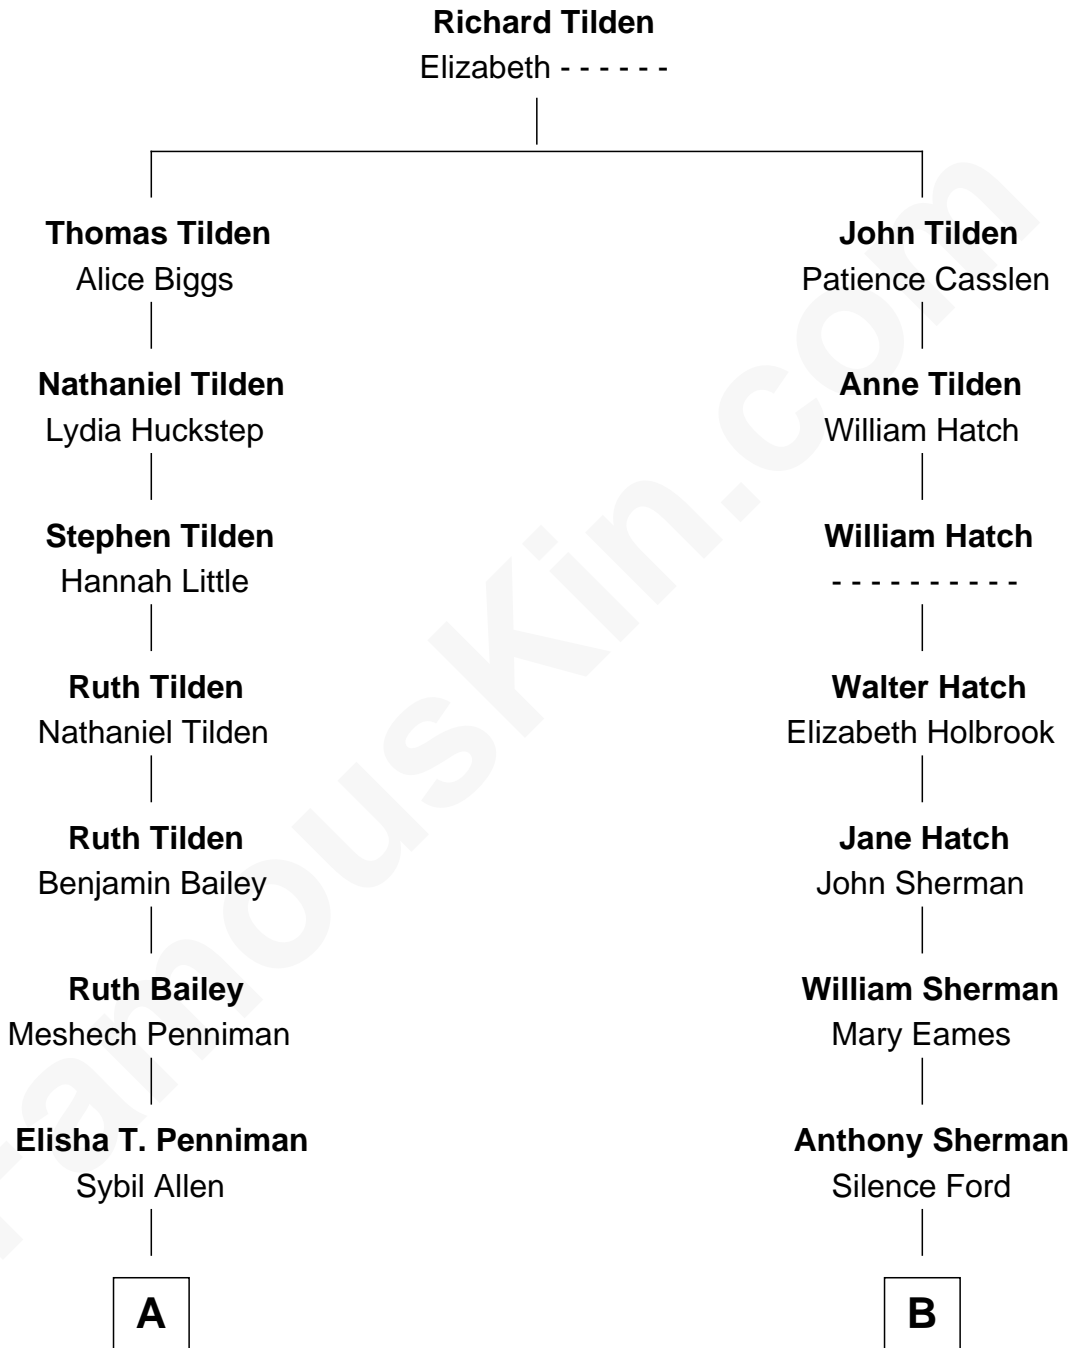 Richard Tilden
Elizabeth - - - - - -
Thomas Tilden
Alice Biggs
John Tilden
Patience Casslen
Nathaniel Tilden
Lydia Huckstep
Anne Tilden
William Hatch
Stephen Tilden
Hannah Little
William Hatch
- - - - - - - - - -
Ruth Tilden
Nathaniel Tilden
Walter Hatch
Elizabeth Holbrook
Ruth Tilden
Benjamin Bailey
Jane Hatch
John Sherman
Ruth Bailey
Meshech Penniman
William Sherman
Mary Eames
Elisha T. Penniman
Sybil Allen
Anthony Sherman
Silence Ford
A
B
FamousKin.com